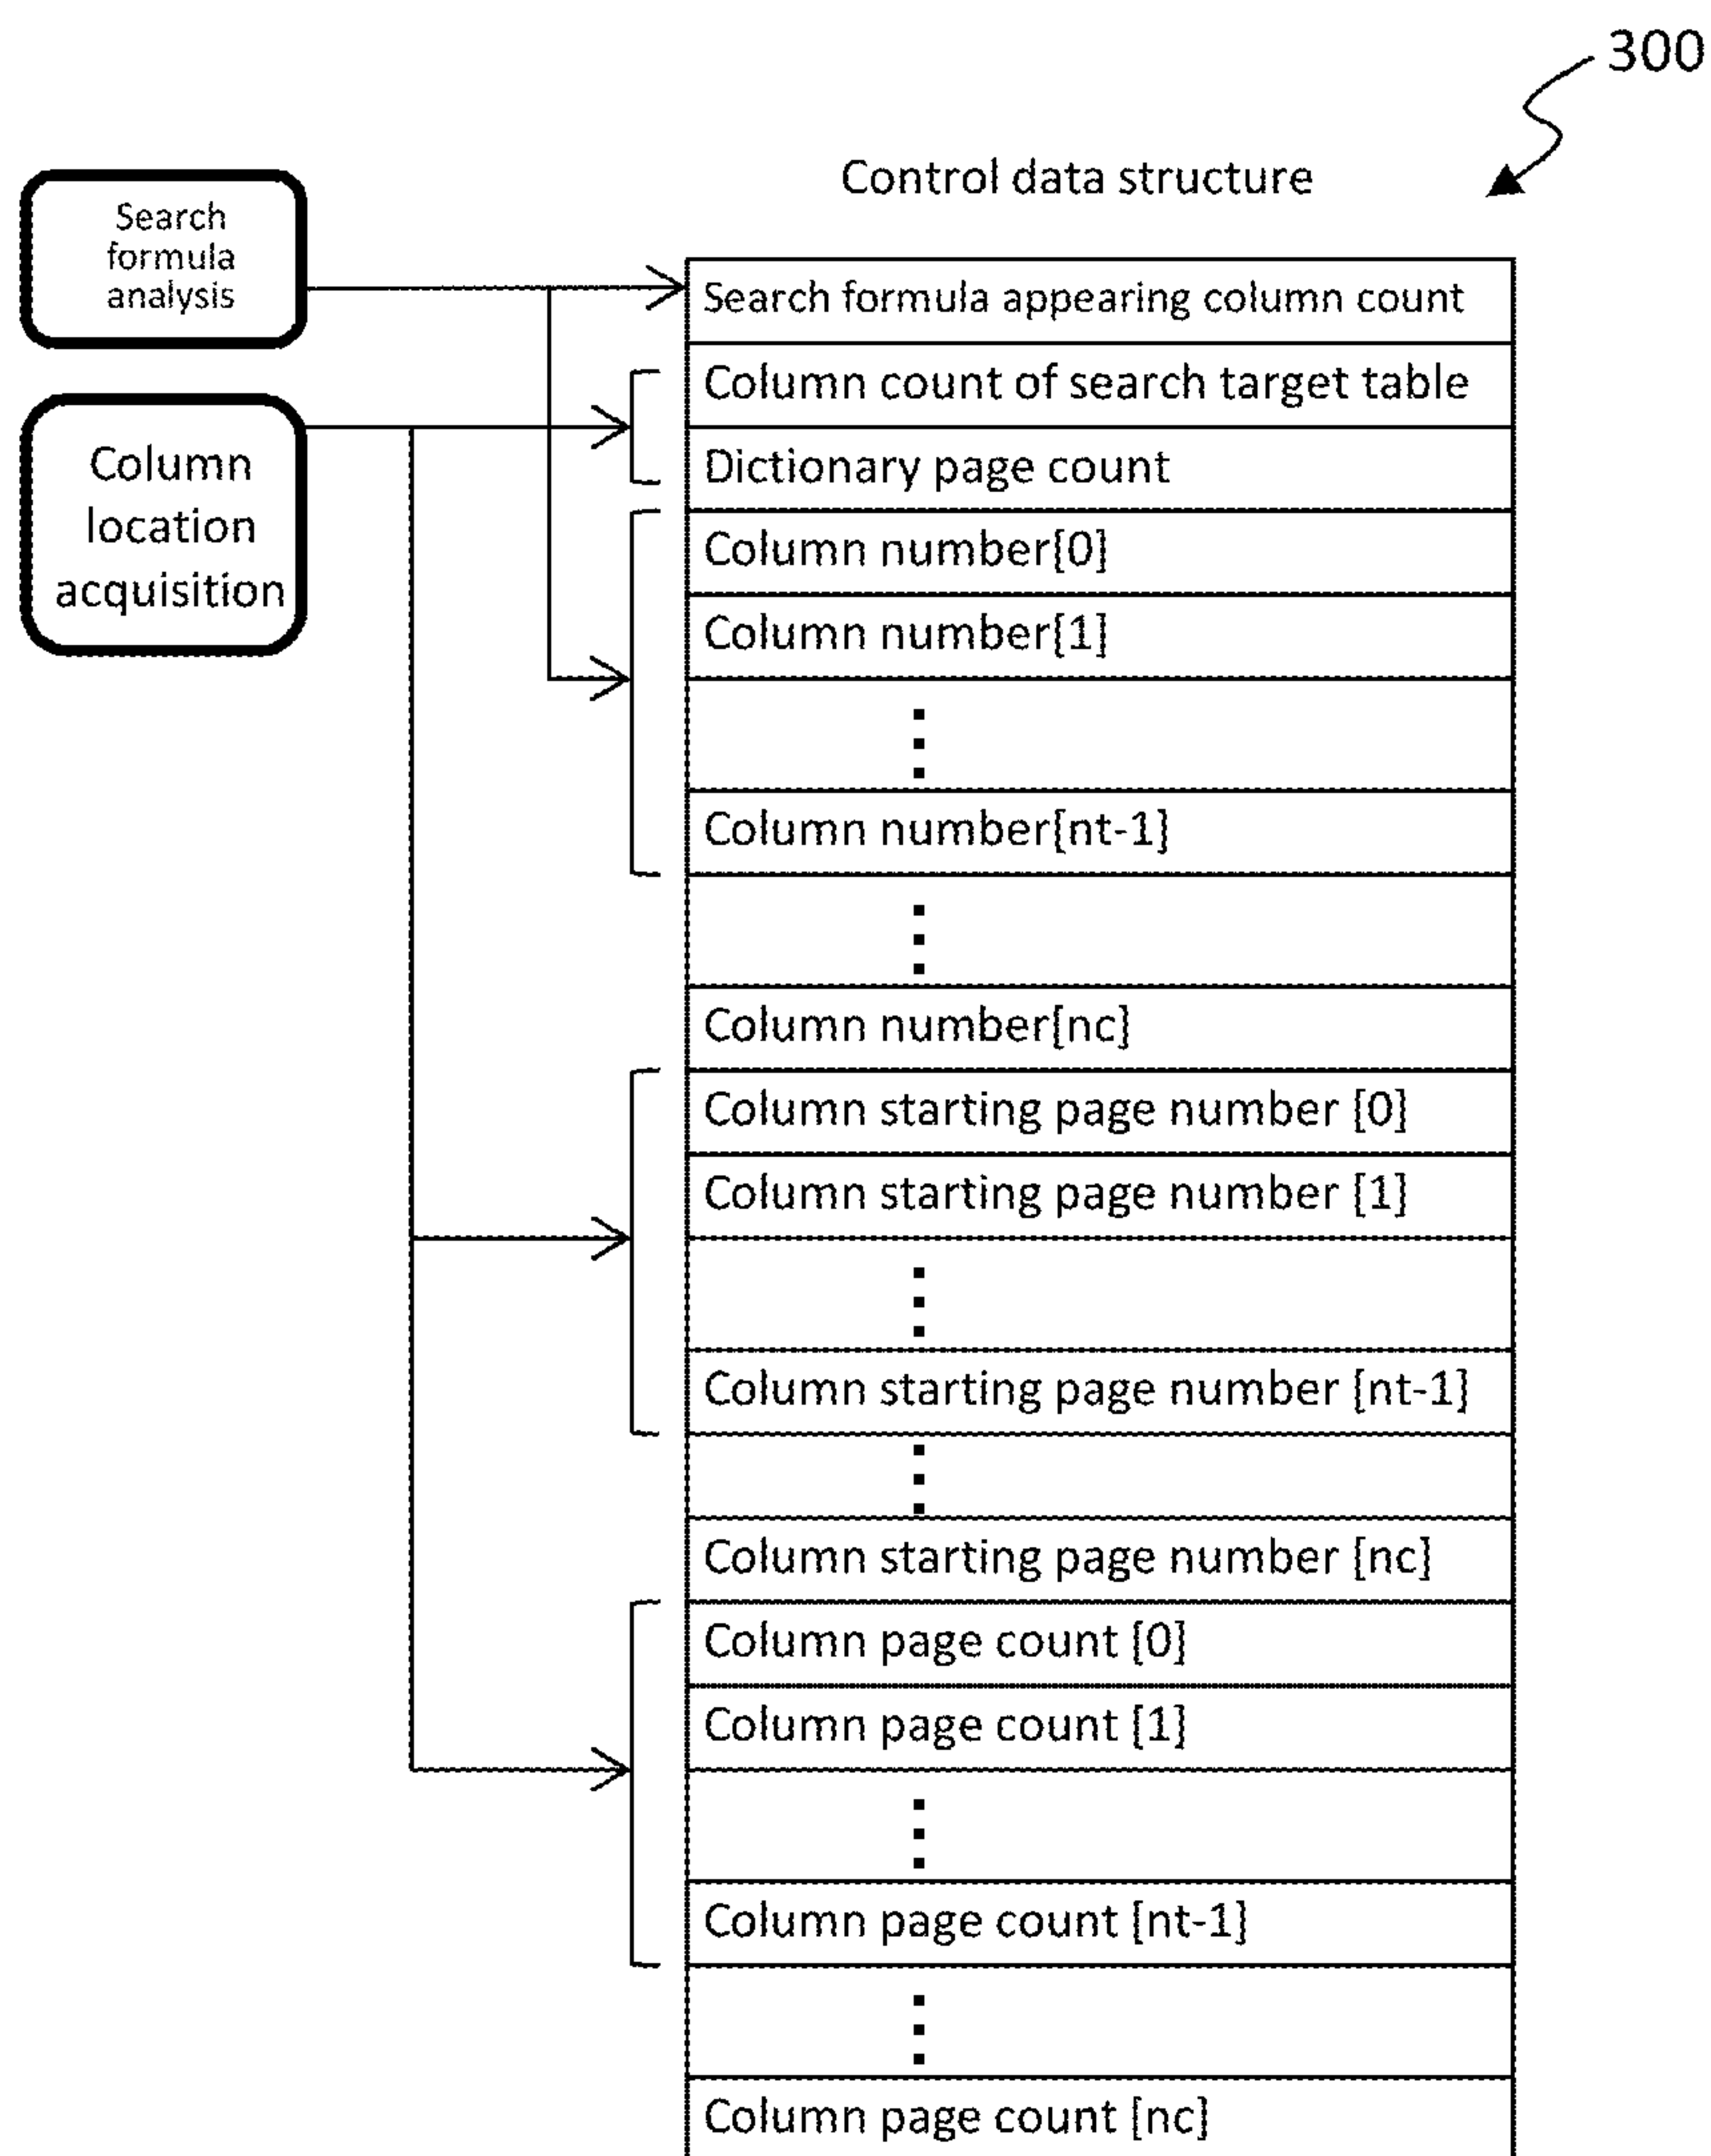 300
Control data structure
Search
formula
analysis
Column
location
acquisition
Search formula appearing column count
Column count of search target table
Dictionary page count
Column number[0]
Column number[1]
Column number[nt-1]
Column number[nc]
Column starting page number [0]
Column starting page number [1]
Column starting page number [nt-1]
Column starting page number [nc]
Column page count [0]
Column page count [1]
Column page count [nt-1]
Column page count [nc]